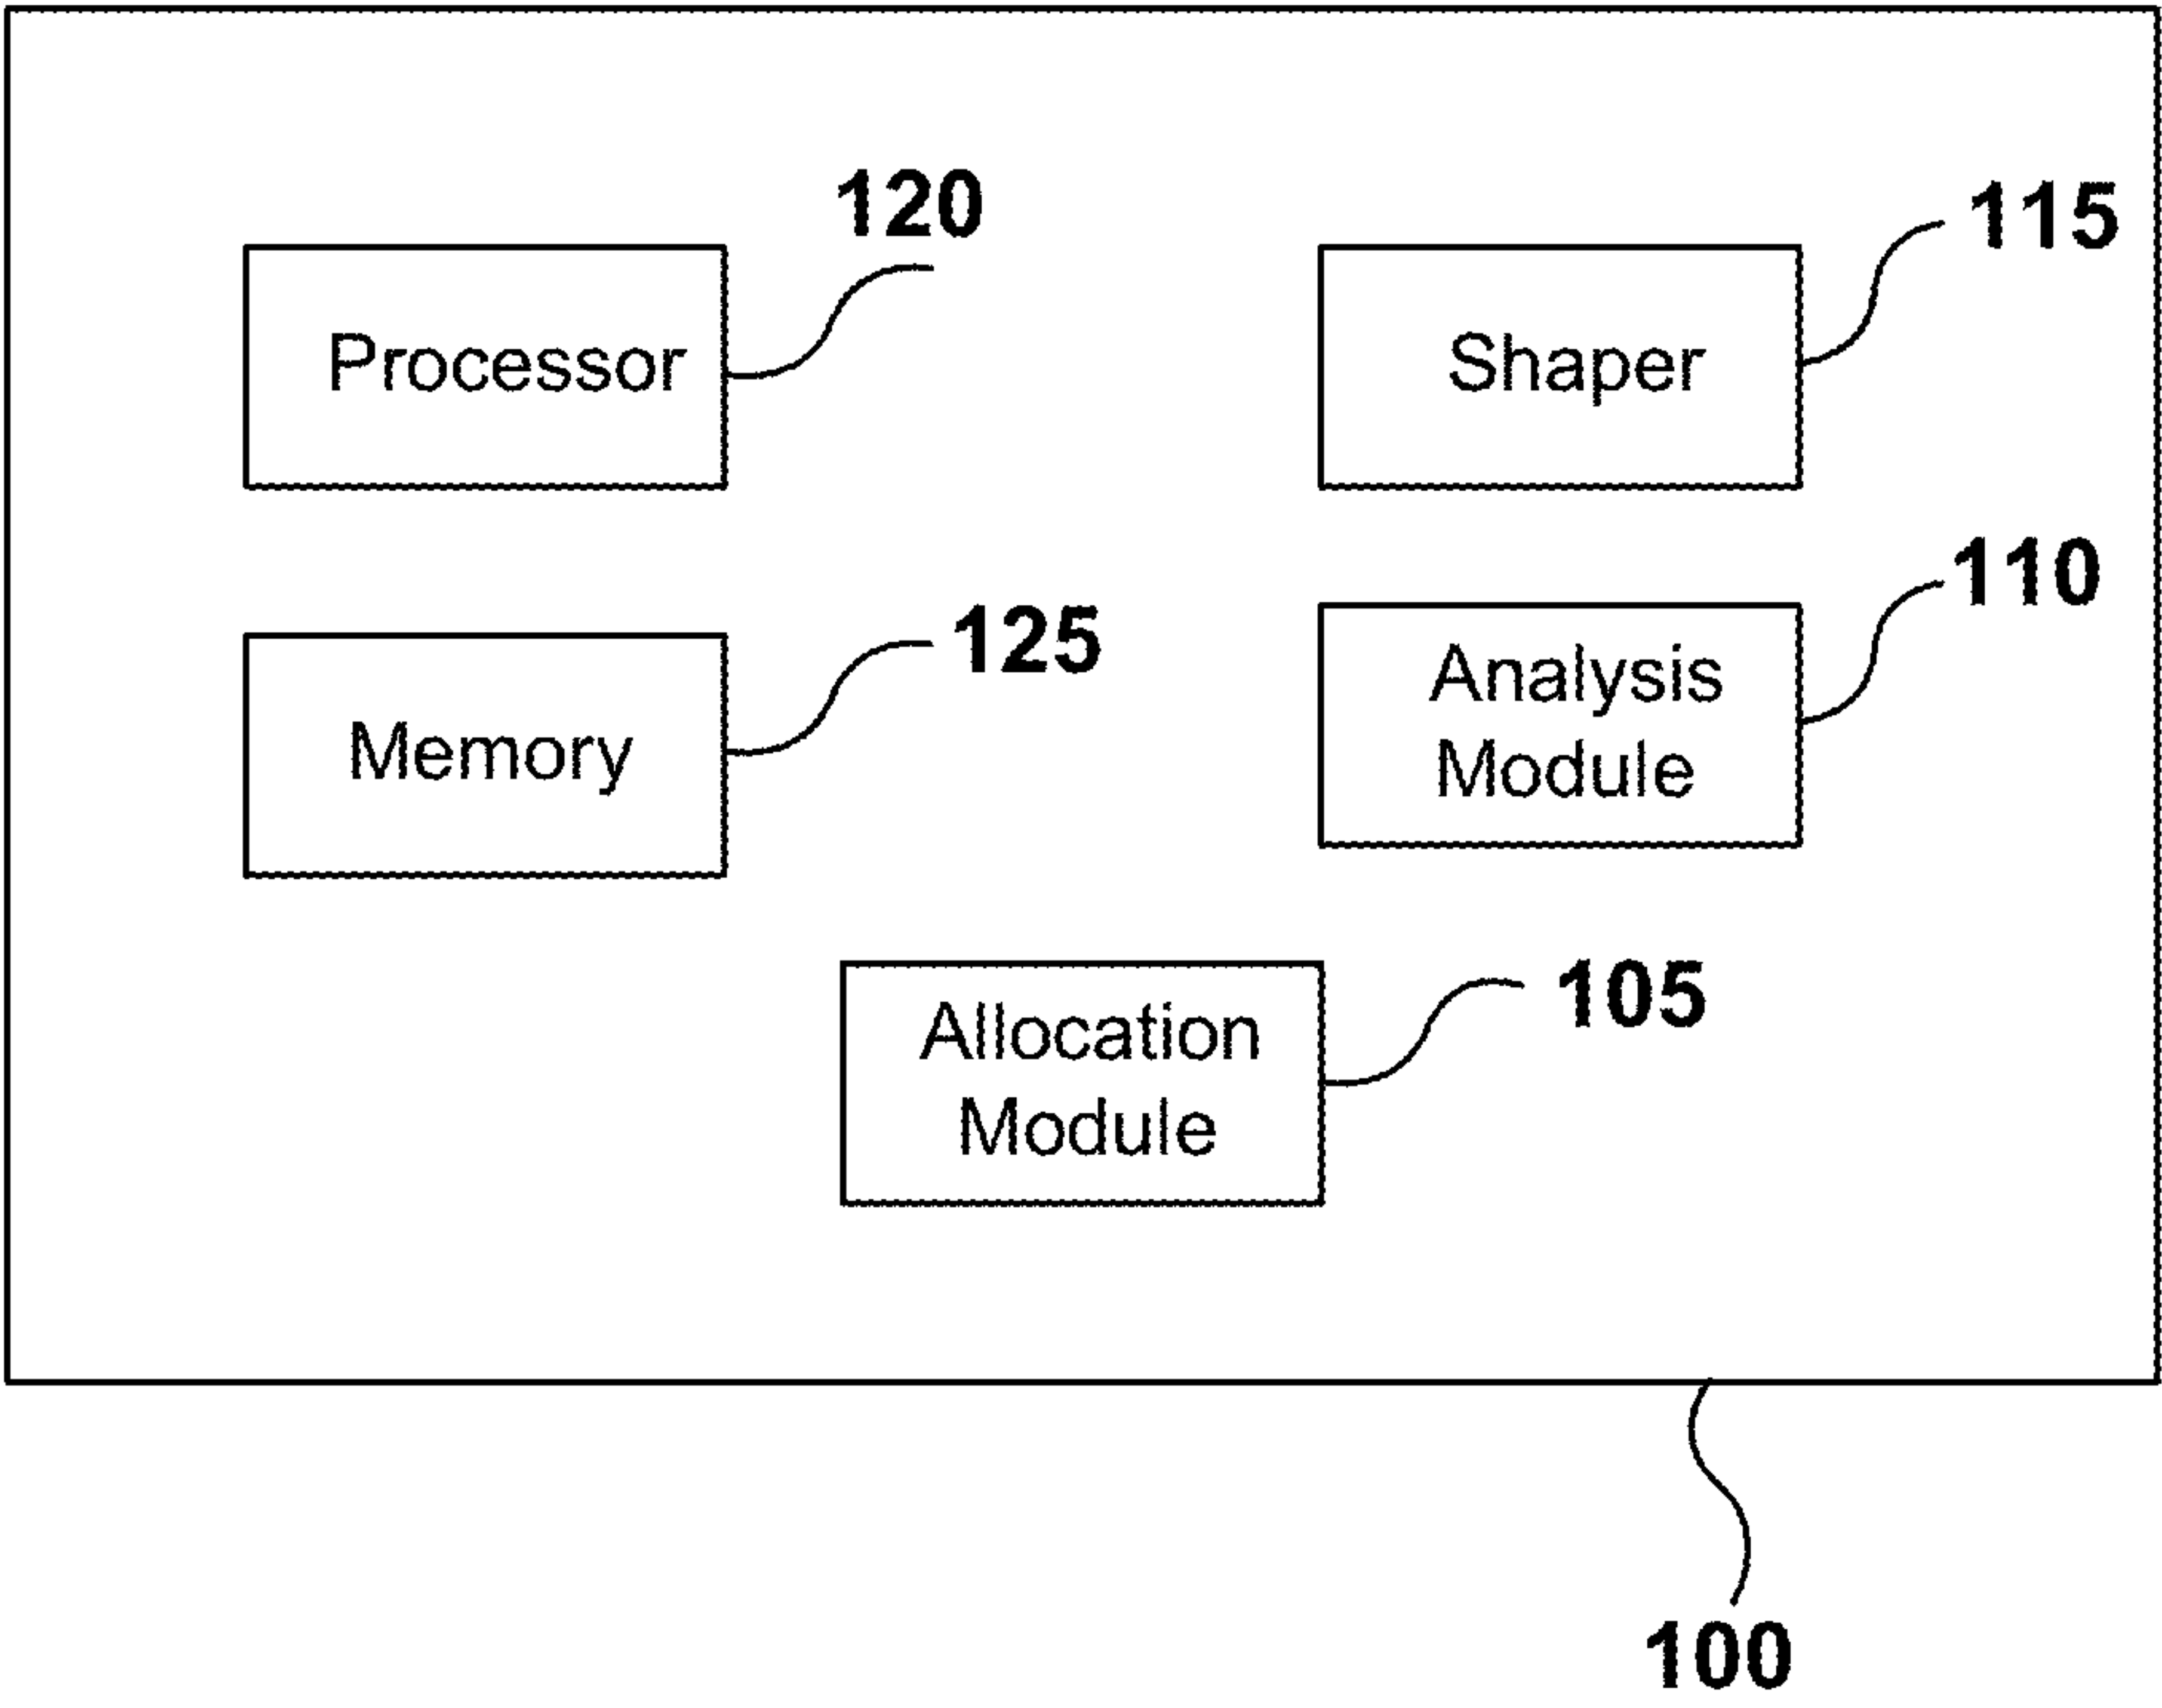 120
115
Processor
Shaper
125
110
Memory
Analysis
Module
105
Allocation
Module
100